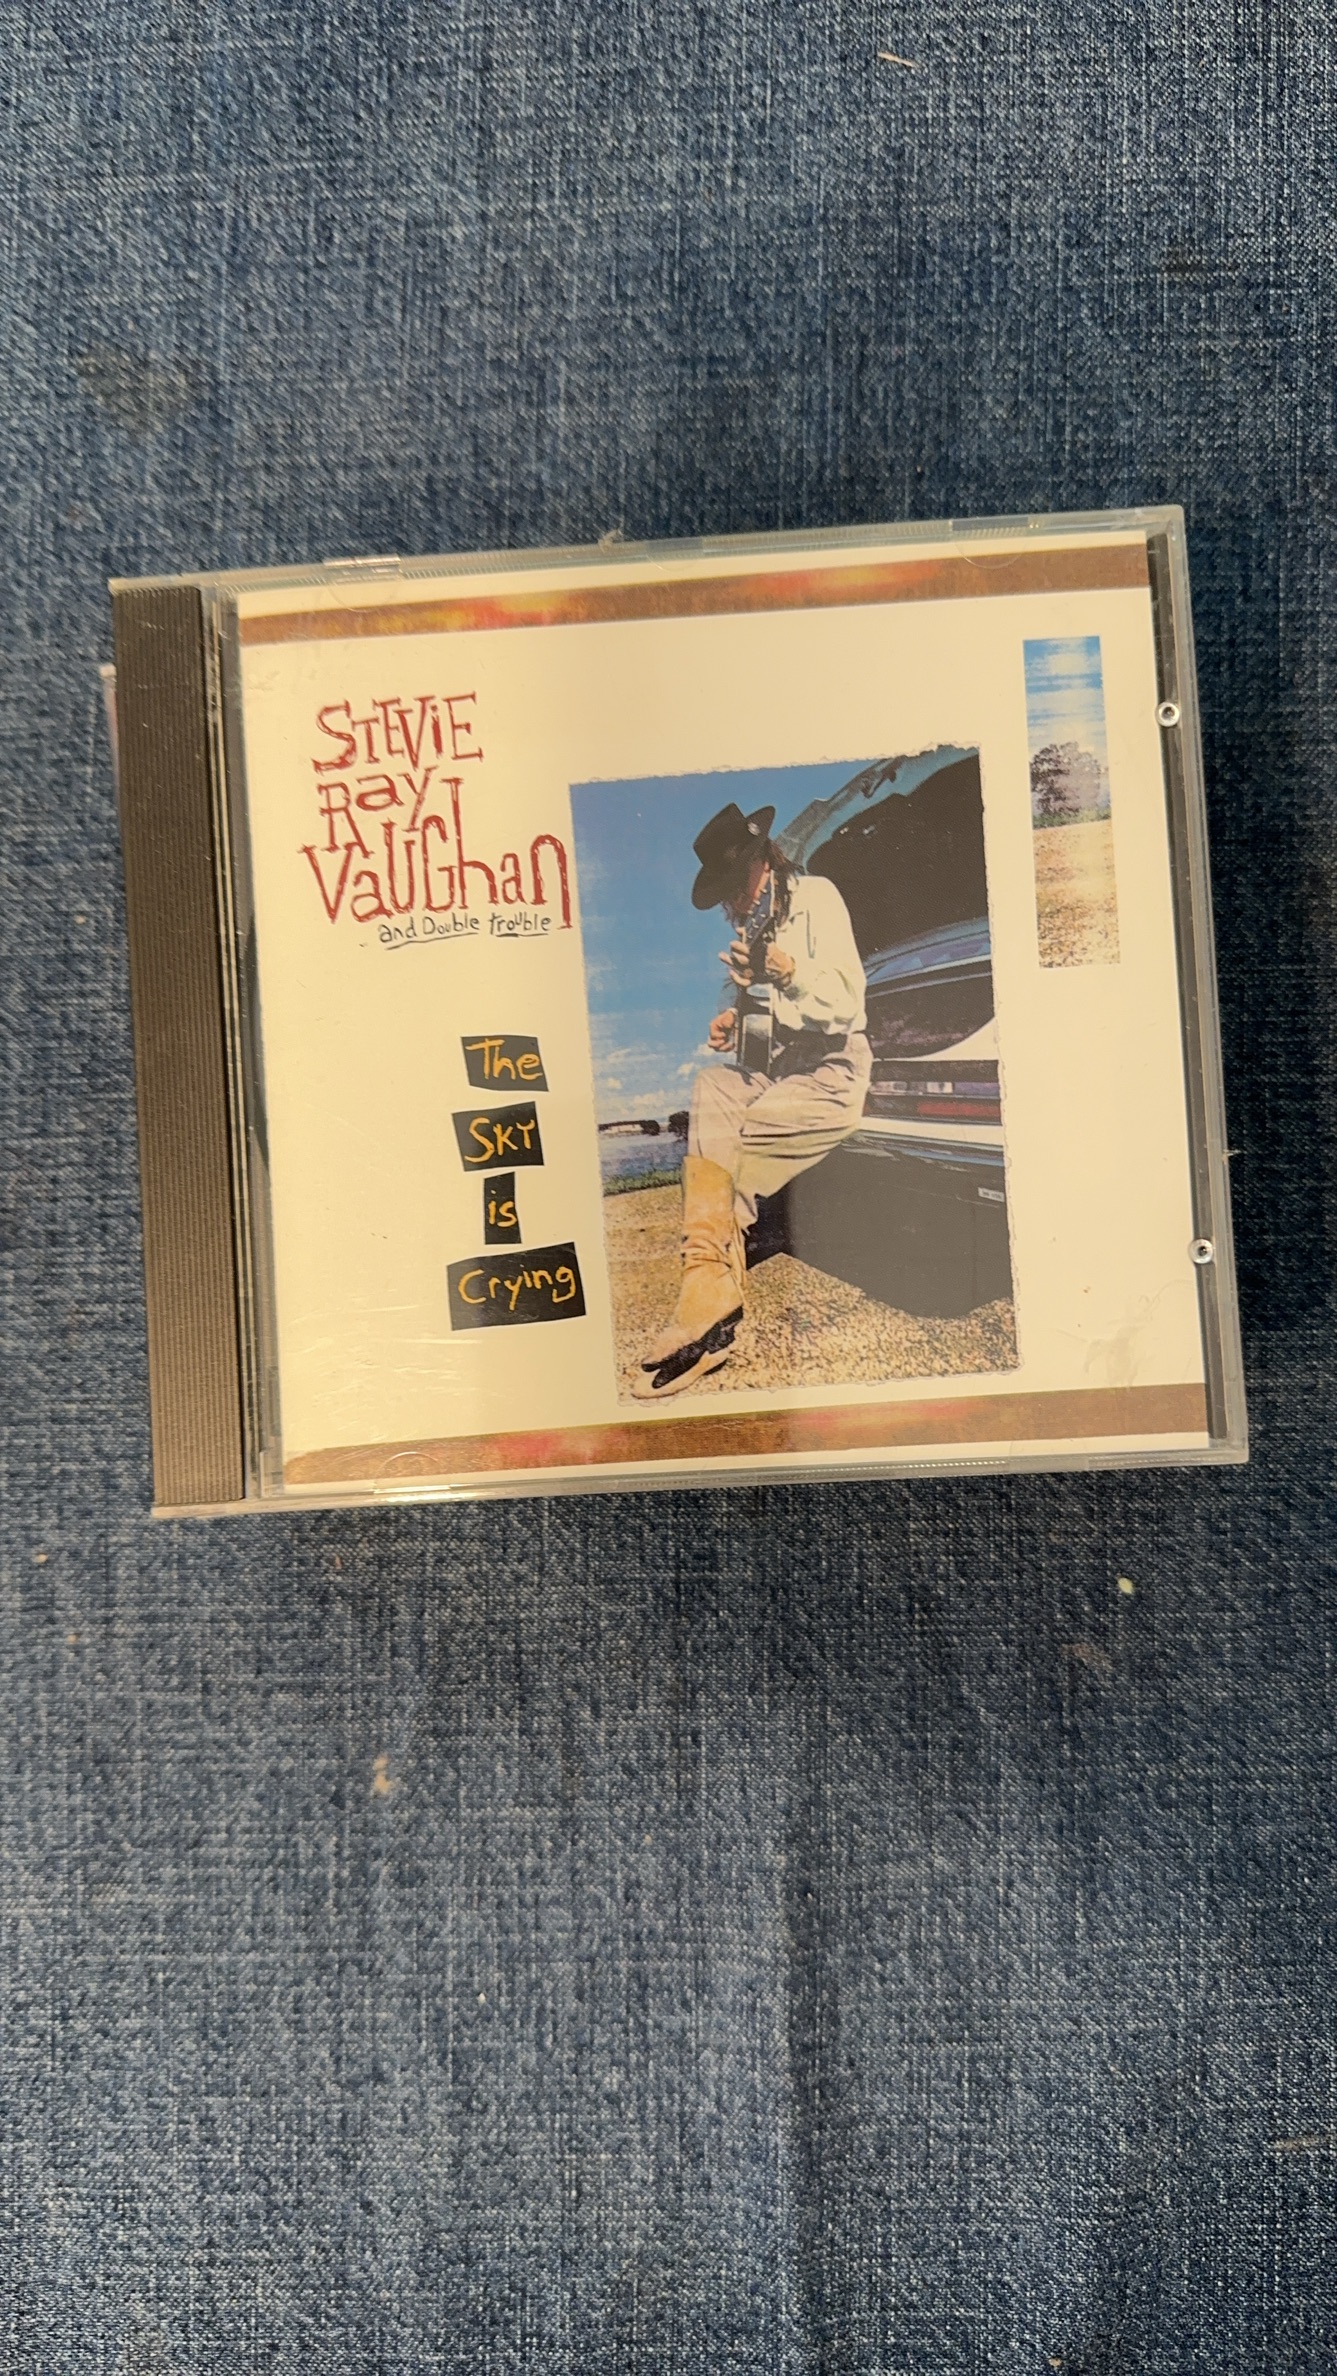 STEViE
Ray
VaUGhan
and Double trouble
The
SKY
is
Crying